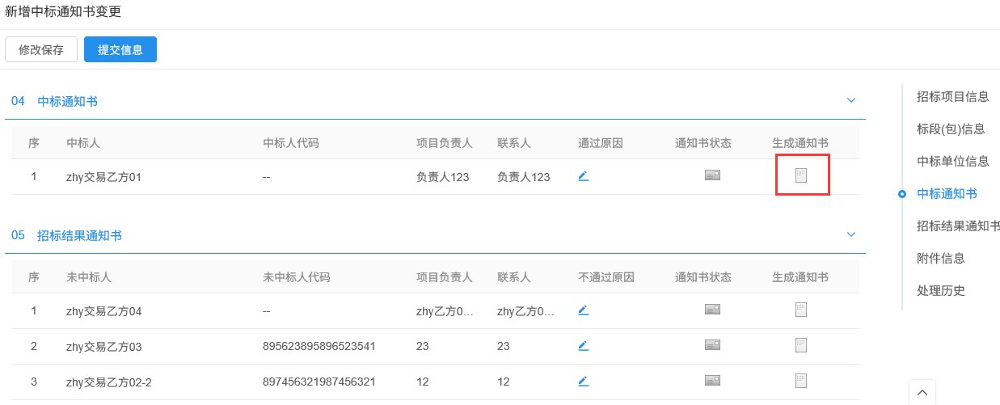 新增中标通知书变更
修改保存 提交信息
04 中标通知书
序 中标人 中标人代码 项目负责人 联系人 通过原因 通知书状态 生成通知书
1 zhy交易乙方01 -- 负责人123 负责人123
05 招标结果通知书
序 未中标人 未中标人代码 项目负责人 联系人 不通过原因 通知书状态 生成通知书
1 zhy交易乙方04 -- zhy乙方0... zhy乙方0...
2 zhy交易乙方03 895623895896523541 23 23
3 zhy交易乙方02-2 897456321987456321 12 12
招标项目信息
标段(包)信息
中标单位信息
中标通知书
招标结果通知书
附件信息
处理历史